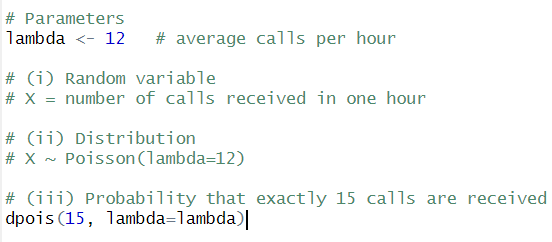 # Parameters
lambda <- 12   # average calls per hour
# (i) Random variable
# X = number of calls received in one hour
# (ii) Distribution
# X ~ Poisson(lambda=12)
# (iii) Probability that exactly 15 calls are received
dpois(15, lambda=lambda)